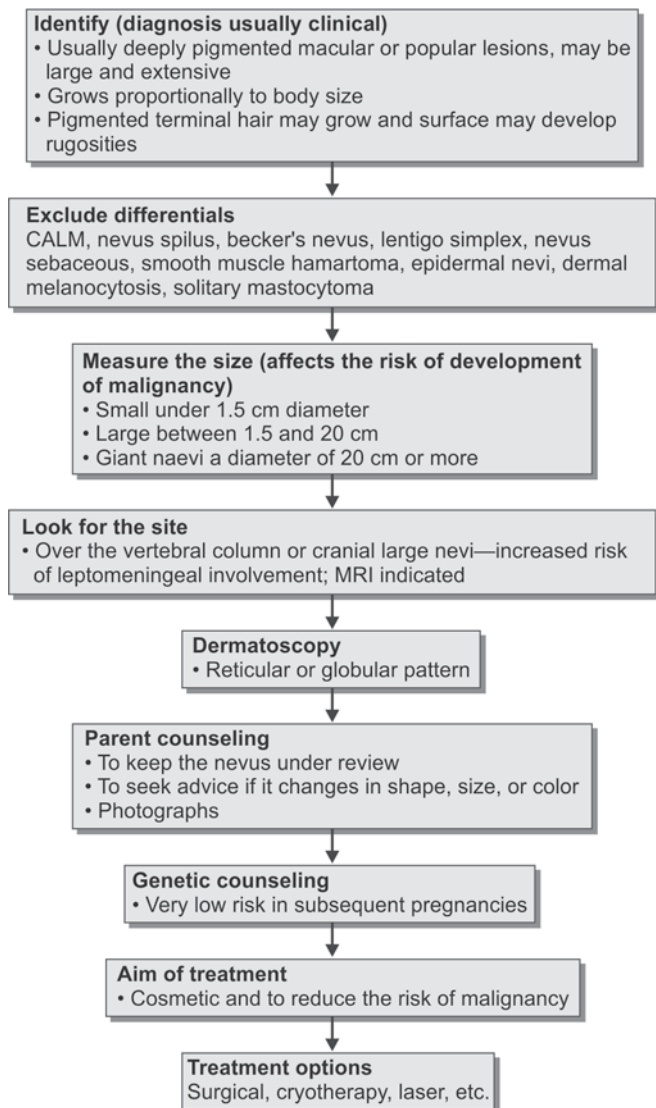 Identify (diagnosis usually clinical)
• Usually deeply pigmented macular or popular lesions, may be
large and extensive
• Grows proportionally to body size
• Pigmented terminal hair may grow and surface may develop
rugosities
Exclude differentials
CALM, nevus spilus, becker's nevus, lentigo simplex, nevus
sebaceous, smooth muscle hamartoma, epidermal nevi, dermal
melanocytosis, solitary mastocytoma
Measure the size (affects the risk of development
of malignancy)
• Small under 1.5 cm diameter
• Large between 1.5 and 20 cm
• Giant naevi a diameter of 20 cm or more
Look for the site
• Over the vertebral column or cranial large nevi—increased risk
of leptomeningeal involvement; MRI indicated
Dermatoscopy
• Reticular or globular pattern
Parent counseling
• To keep the nevus under review
• To seek advice if it changes in shape, size, or color
• Photographs
Genetic counseling
• Very low risk in subsequent pregnancies
Aim of treatment
• Cosmetic and to reduce the risk of malignancy
Treatment options
Surgical, cryotherapy, laser, etc.